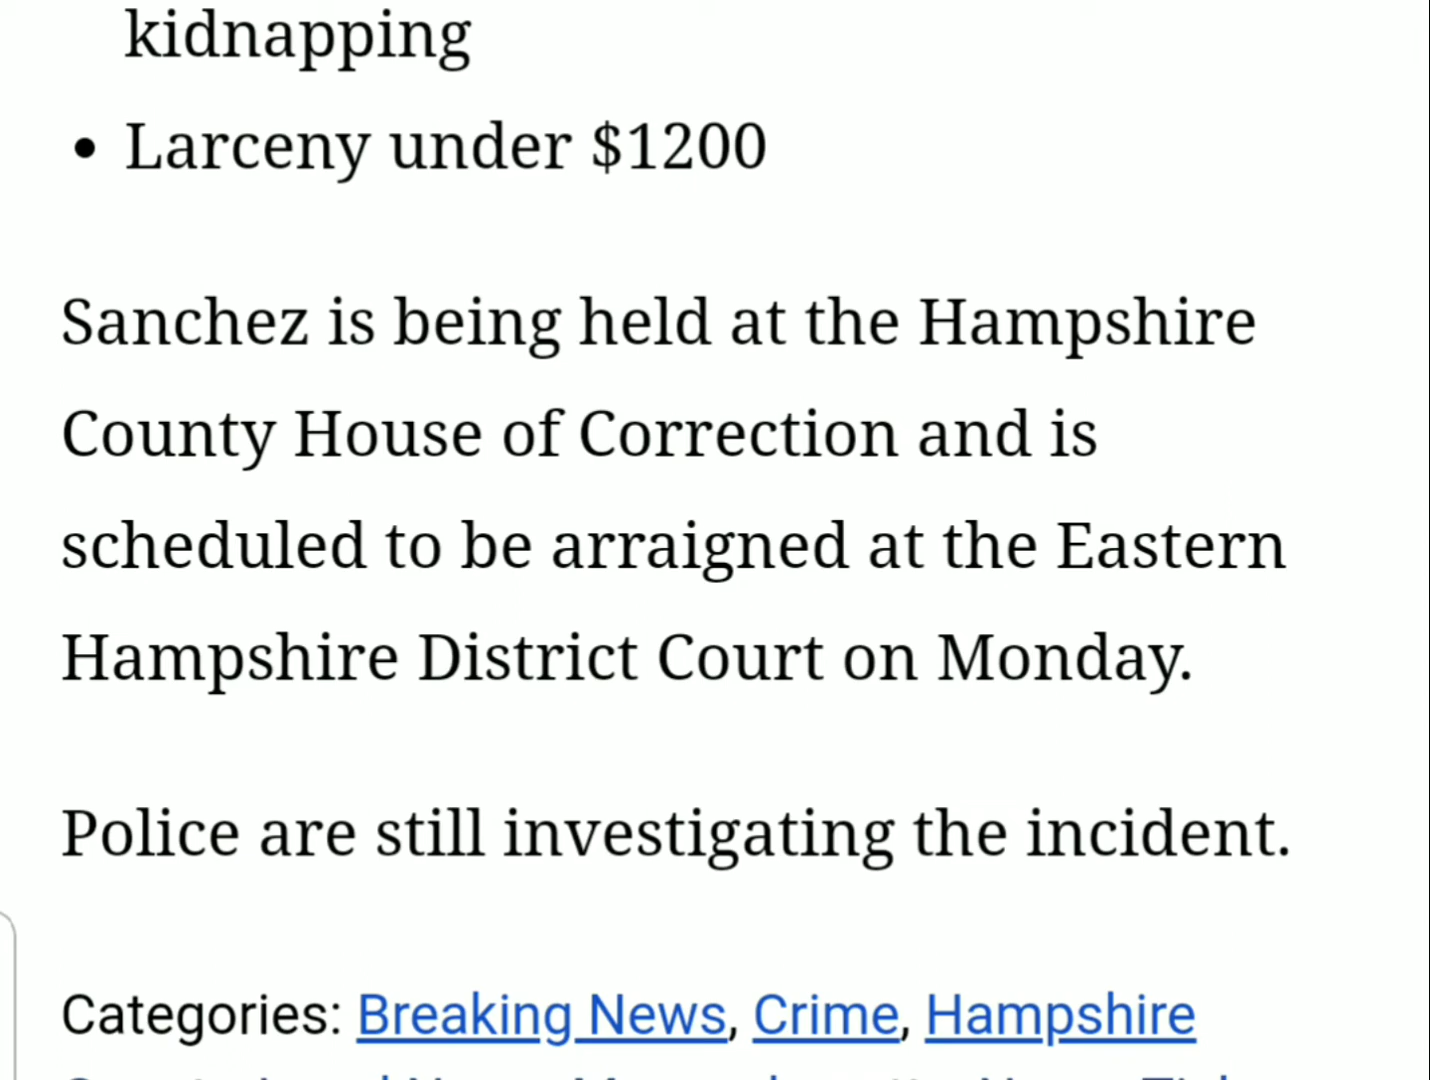 kidnapping
• Larceny under $1200
Sanchez is being held at the Hampshire
County House of Correction and is
scheduled to be arraigned at the Eastern
Hampshire District Court on Monday.
Police are still investigating the incident.
Categories: Breaking News, Crime, Hampshire